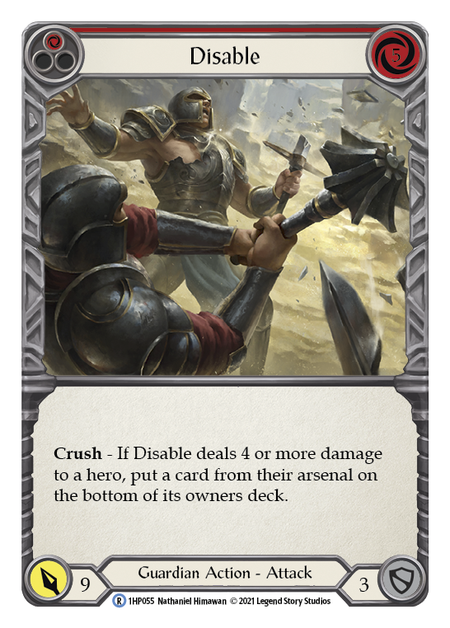 5
Disable
Crush - If Disable deals 4 or more damage
to a hero, put a card from their arsenal on
the bottom of its owners deck.
9
Guardian Action - Attack
3
R 1HP055 Nathaniel Himawan © 2021 Legend Story Studios